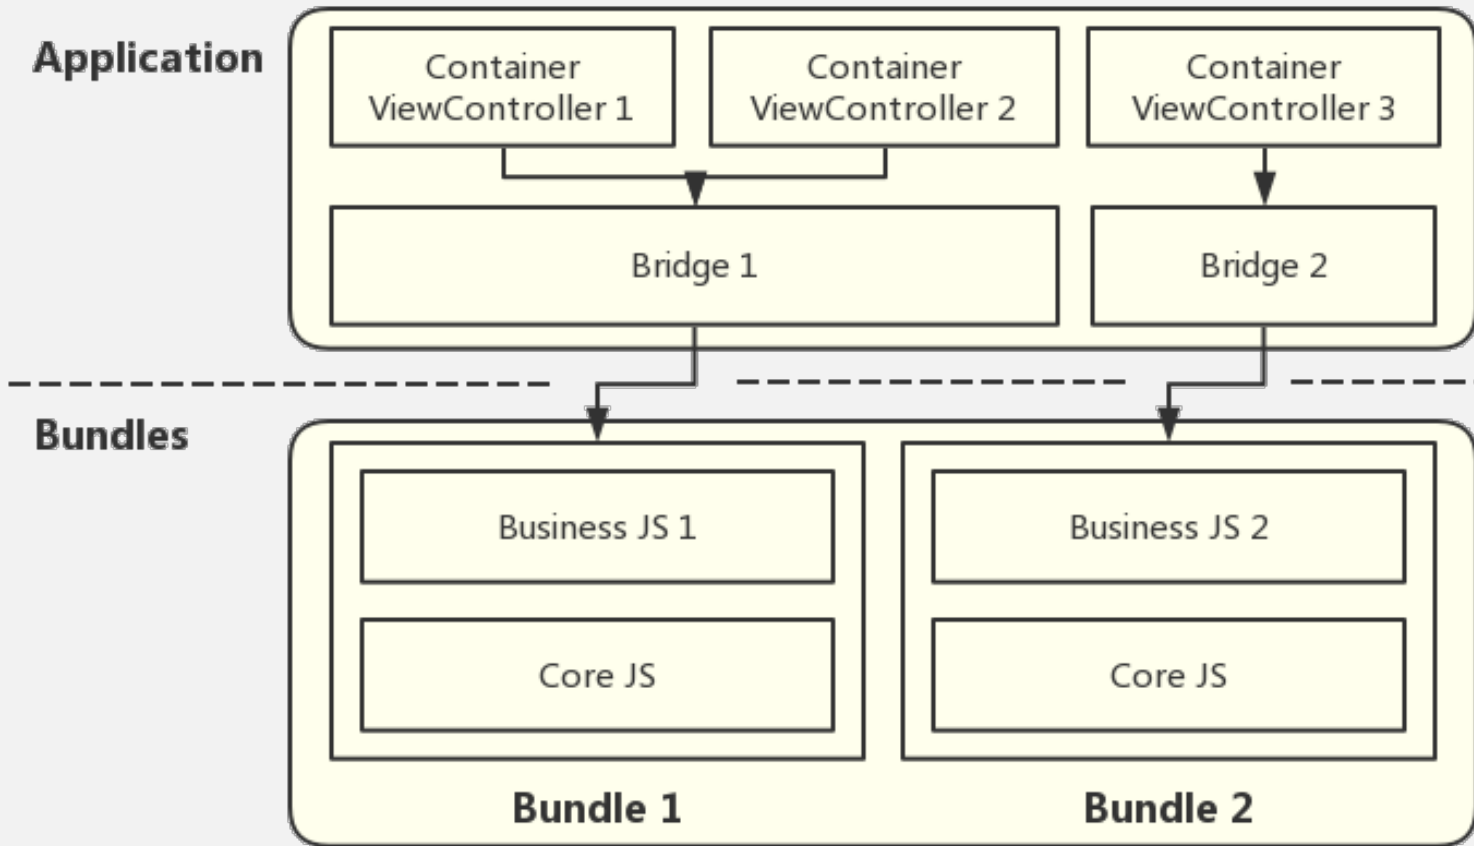 Application
Container
ViewController 1
Container
ViewController 2
Container
ViewController 3
Bridge 1
Bridge 2
Bundles
Business JS 1
Business JS 2
Core JS
Core JS
Bundle 1
Bundle 2